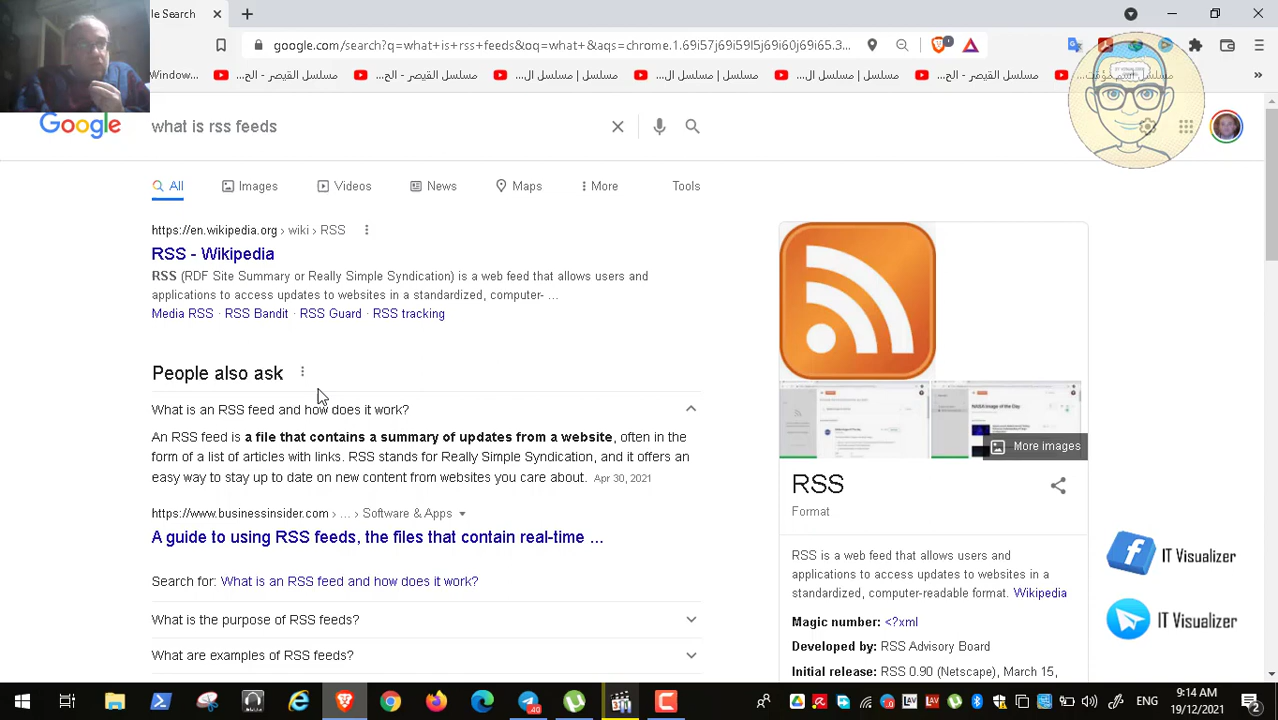 le Search
google.com/search?q=what+is+rss+feeds&oq=what+&aqs=chrome.1.69i57j69i59l5j69i60j69i65.3...
Window...
مسلسل القيصر - الح...
مسلسل القيصر - الح...
مسلسل | مسلسل ال...
مسلسل | مسلسل ال...
مسلسل | مسلسل ال...
مسلسل القيصر - الح...
Google
what is rss feeds
All
Images
Videos
News
Maps
More
Tools
https://en.wikipedia.org › wiki › RSS
RSS - Wikipedia
RSS (RDF Site Summary or Really Simple Syndication) is a web feed that allows users and
applications to access updates to websites in a standardized, computer- ...
Media RSS · RSS Bandit · RSS Guard · RSS tracking
People also ask
What is an RSS feed and how does it work?
An RSS feed is a file that contains a summary of updates from a website, often in the
form of a list of articles with links. RSS stands for Really Simple Syndication, and it offers an
easy way to stay up to date on new content from websites you care about. Apr 30, 2021
https://www.businessinsider.com › ... › Software & Apps
A guide to using RSS feeds, the files that contain real-time ...
Search for: What is an RSS feed and how does it work?
What is the purpose of RSS feeds?
What are examples of RSS feeds?
NASA Image of the Day
More images
RSS
Format
RSS is a web feed that allows users and
applications to access updates to websites in a
standardized, computer-readable format. Wikipedia
Magic number: <?xml
Developed by: RSS Advisory Board
Initial release: RSS 0.90 (Netscape), March 15,
IT Visualizer
IT Visualizer
ENG
9:14 AM
19/12/2021
2